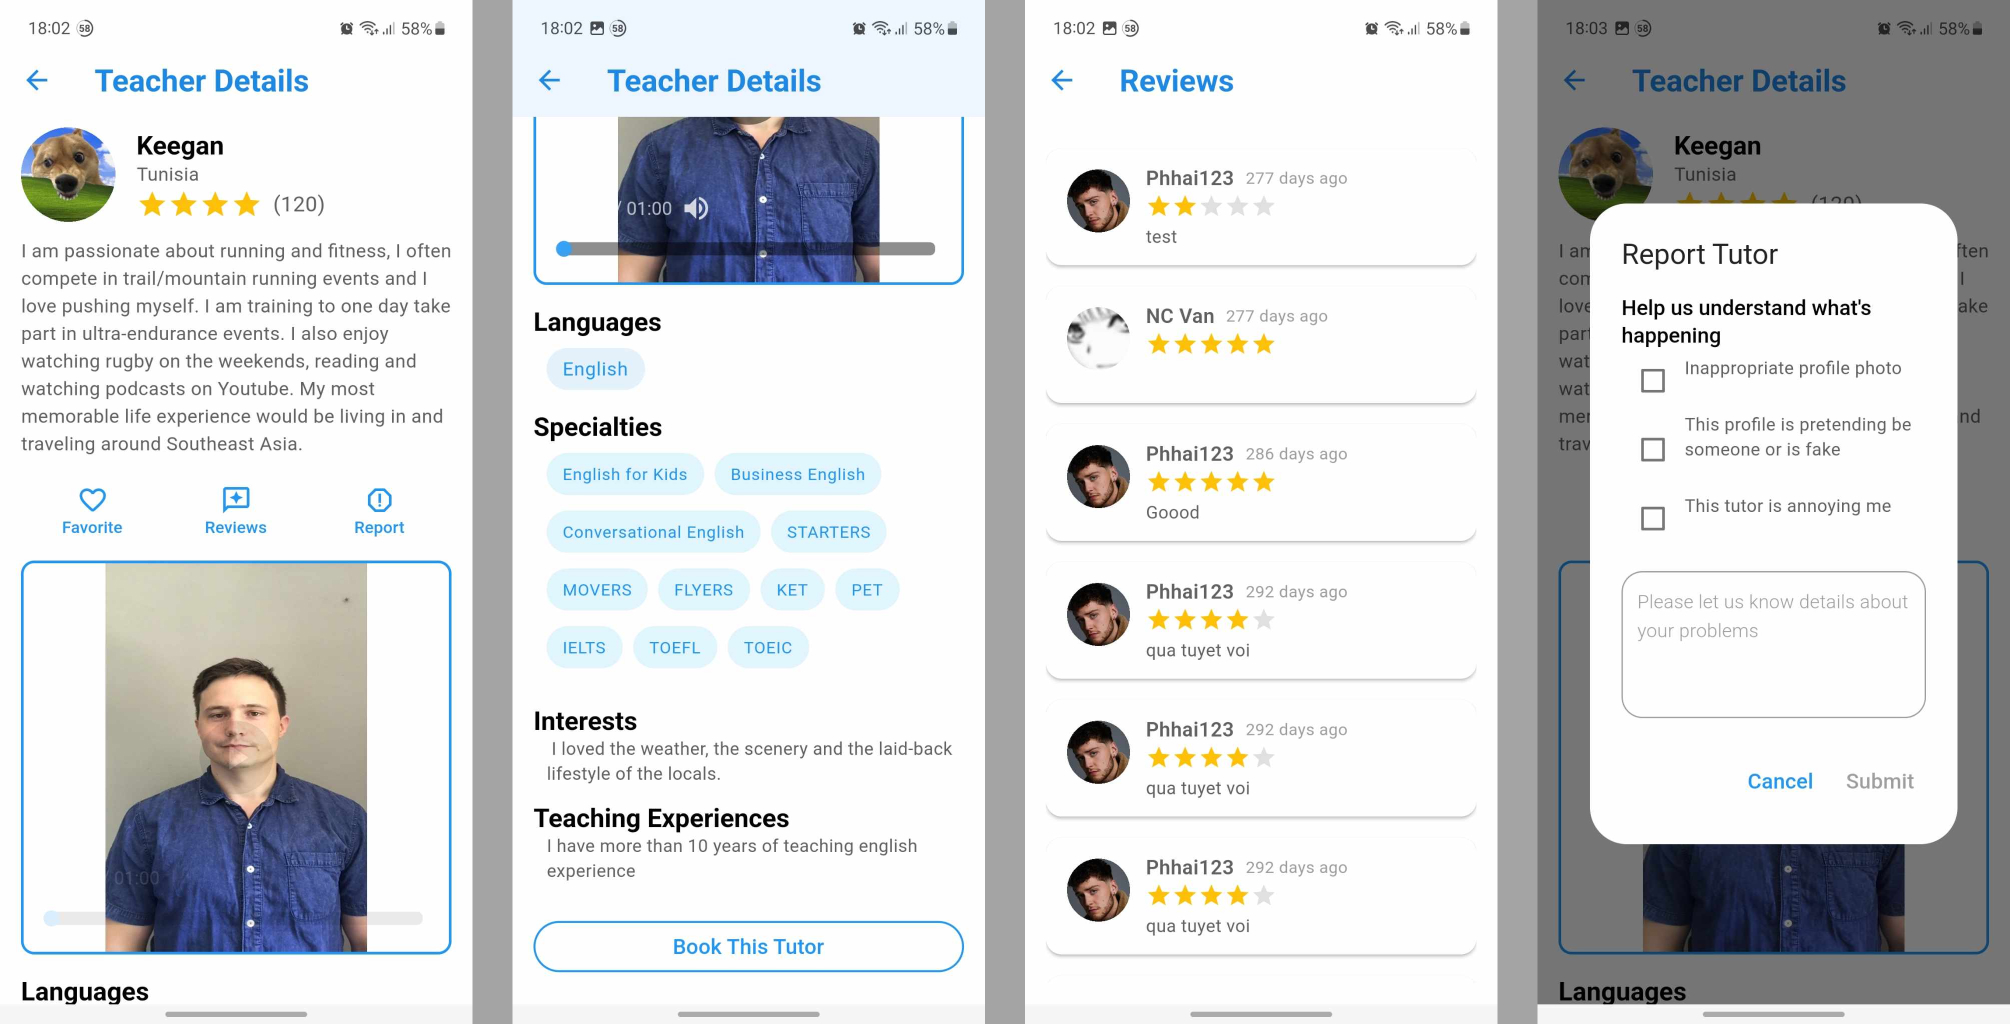 18:02 58 58%
Teacher Details
Keegan
Tunisia
(120)
I am passionate about running and fitness, I often
compete in trail/mountain running events and I
love pushing myself. I am training to one day take
part in ultra-endurance events. I also enjoy
watching rugby on the weekends, reading and
watching podcasts on Youtube. My most
memorable life experience would be living in and
traveling around Southeast Asia.
Favorite Reviews Report
01:00
Languages
18:02 58 58%
Teacher Details
/ 01:00
Languages
English
Specialties
English for Kids Business English
Conversational English STARTERS
MOVERS FLYERS KET PET
IELTS TOEFL TOEIC
Interests
I loved the weather, the scenery and the laid-back
lifestyle of the locals.
Teaching Experiences
I have more than 10 years of teaching english
experience
Book This Tutor
18:02 58 58%
Reviews
Phhai123 277 days ago
test
NC Van 277 days ago
Phhai123 286 days ago
Goood
Phhai123 292 days ago
qua tuyet voi
Phhai123 292 days ago
qua tuyet voi
Phhai123 292 days ago
qua tuyet voi
18:03 58 58%
Teacher Details
Keegan
Tunisia
(120)
Report Tutor
Help us understand what's
happening
Inappropriate profile photo
This profile is pretending be
someone or is fake
This tutor is annoying me
Please let us know details about
your problems
Cancel Submit
Languages